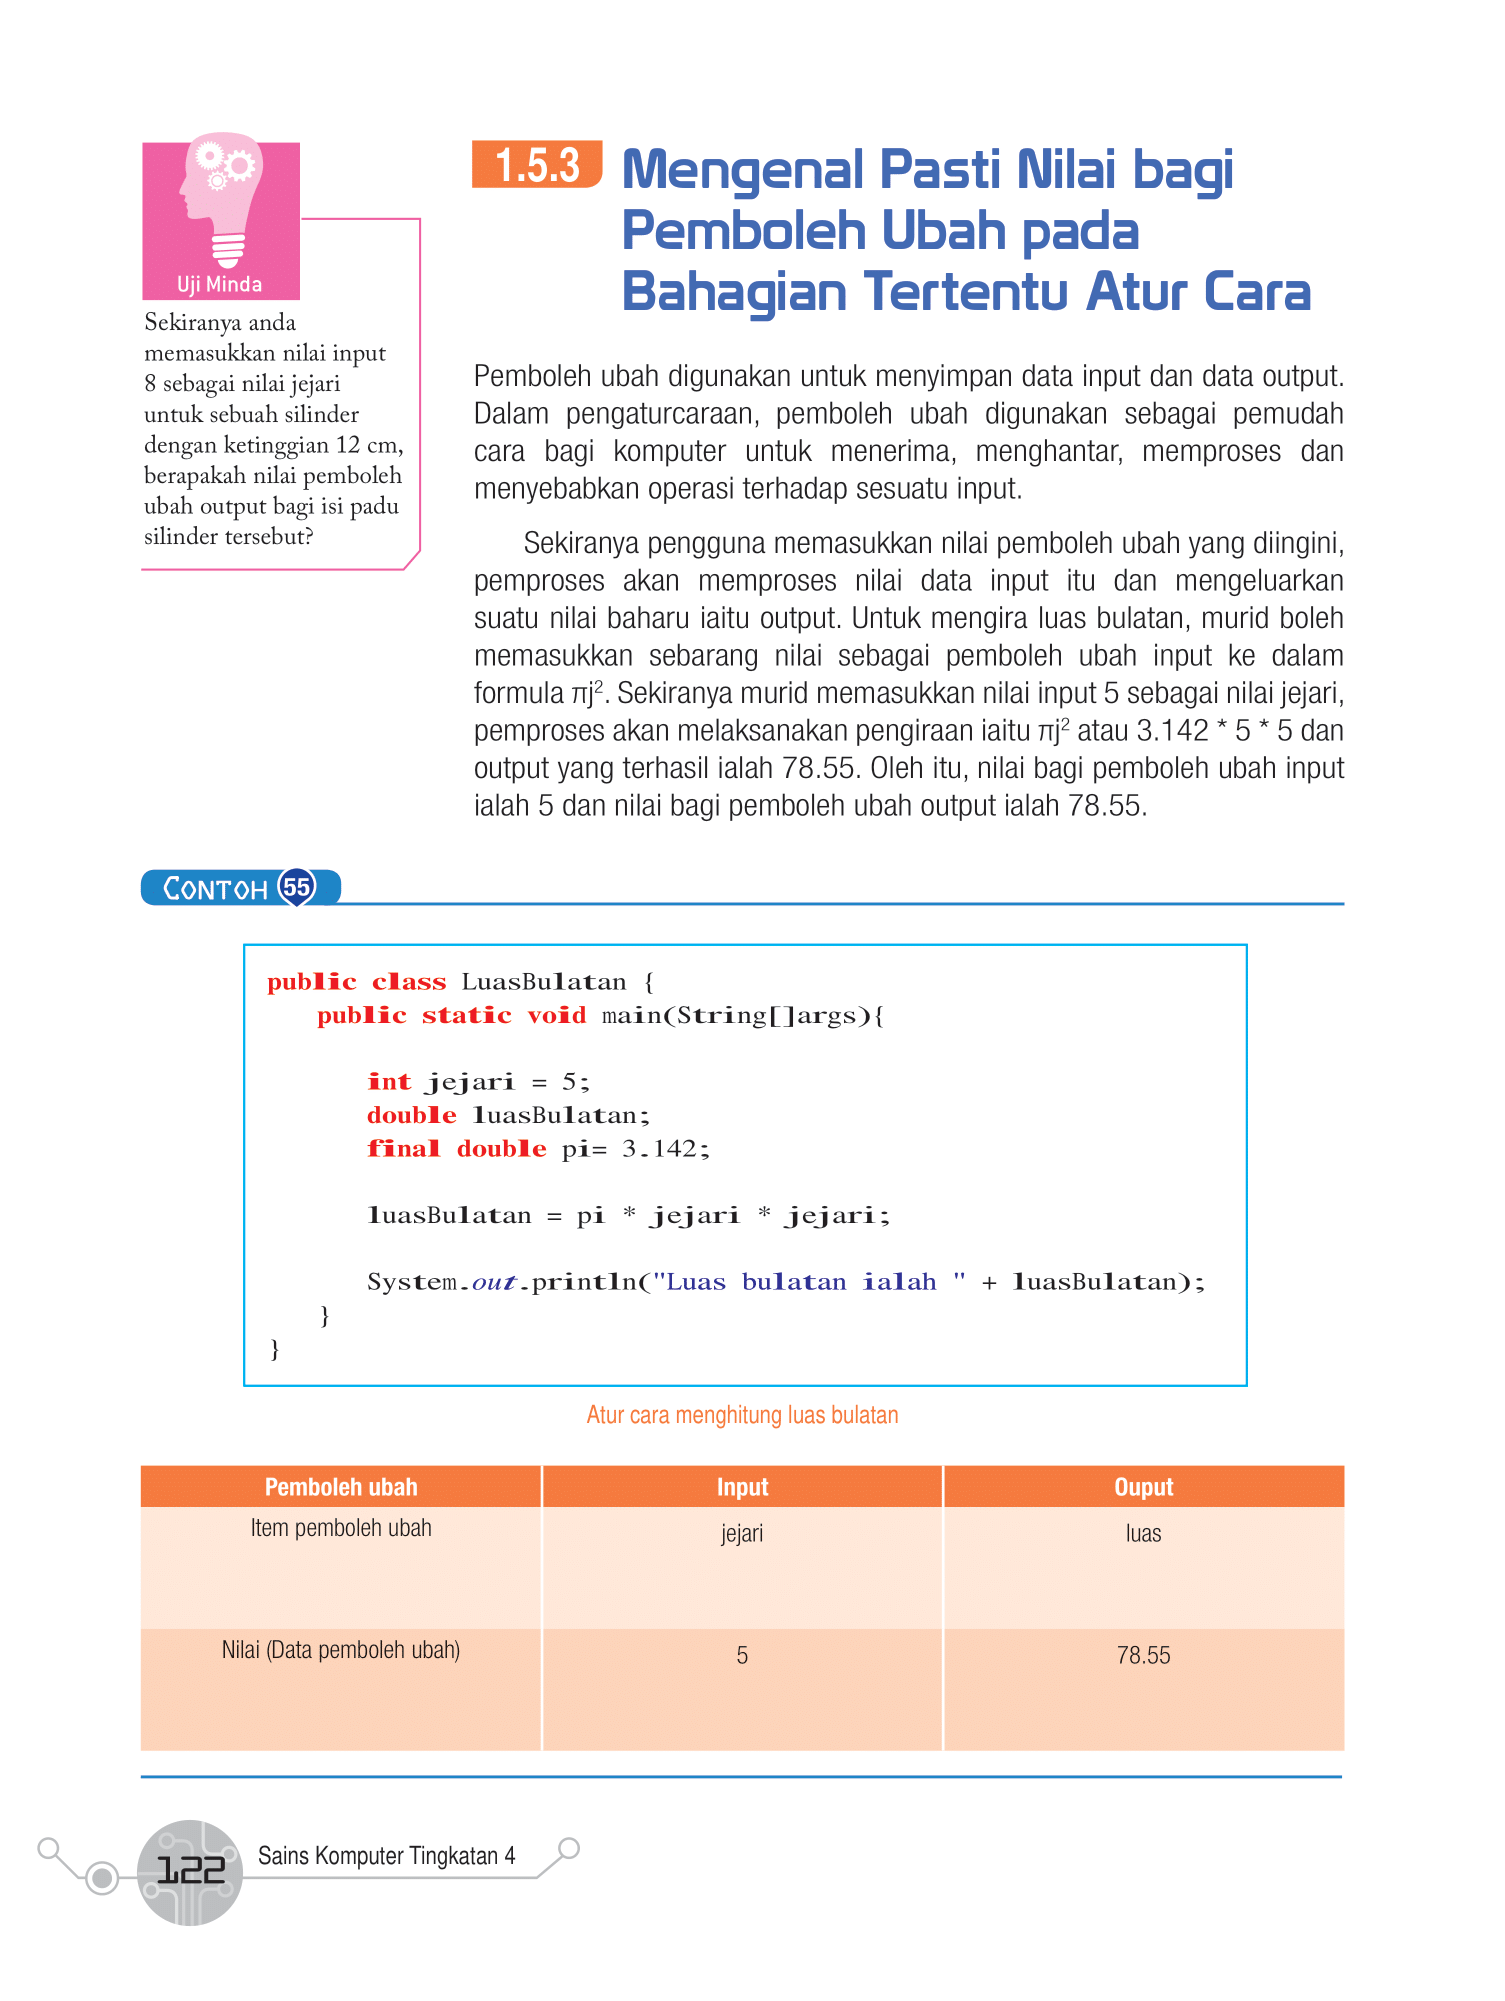 Uji Minda
Sekiranya anda
memasukkan nilai input
8 sebagai nilai jejari
untuk sebuah silinder
dengan ketinggian 12 cm,
berapakah nilai pemboleh
ubah output bagi isi padu
silinder tersebut?
1.5.3 Mengenal Pasti Nilai bagi
Pemboleh Ubah pada
Bahagian Tertentu Atur Cara
Pemboleh ubah digunakan untuk menyimpan data input dan data output.
Dalam pengaturcaraan, pemboleh ubah digunakan sebagai pemudah
cara bagi komputer untuk menerima, menghantar, memproses dan
menyebabkan operasi terhadap sesuatu input.
Sekiranya pengguna memasukkan nilai pemboleh ubah yang diingini,
pemproses akan memproses nilai data input itu dan mengeluarkan
suatu nilai baharu iaitu output. Untuk mengira luas bulatan, murid boleh
memasukkan sebarang nilai sebagai pemboleh ubah input ke dalam
formula πj². Sekiranya murid memasukkan nilai input 5 sebagai nilai jejari,
pemproses akan melaksanakan pengiraan iaitu πj² atau 3.142 * 5 * 5 dan
output yang terhasil ialah 78.55. Oleh itu, nilai bagi pemboleh ubah input
ialah 5 dan nilai bagi pemboleh ubah output ialah 78.55.
CONTOH 55
public class LuasBulatan {
public static void main(String[]args){
int jejari = 5;
double luasBulatan;
final double pi= 3.142;
luasBulatan = pi * jejari * jejari;
System.out.println("Luas bulatan ialah " + luasBulatan);
}
}
Atur cara menghitung luas bulatan
Pemboleh ubah Input Ouput
Item pemboleh ubah jejari luas
Nilai (Data pemboleh ubah) 5 78.55
122 Sains Komputer Tingkatan 4